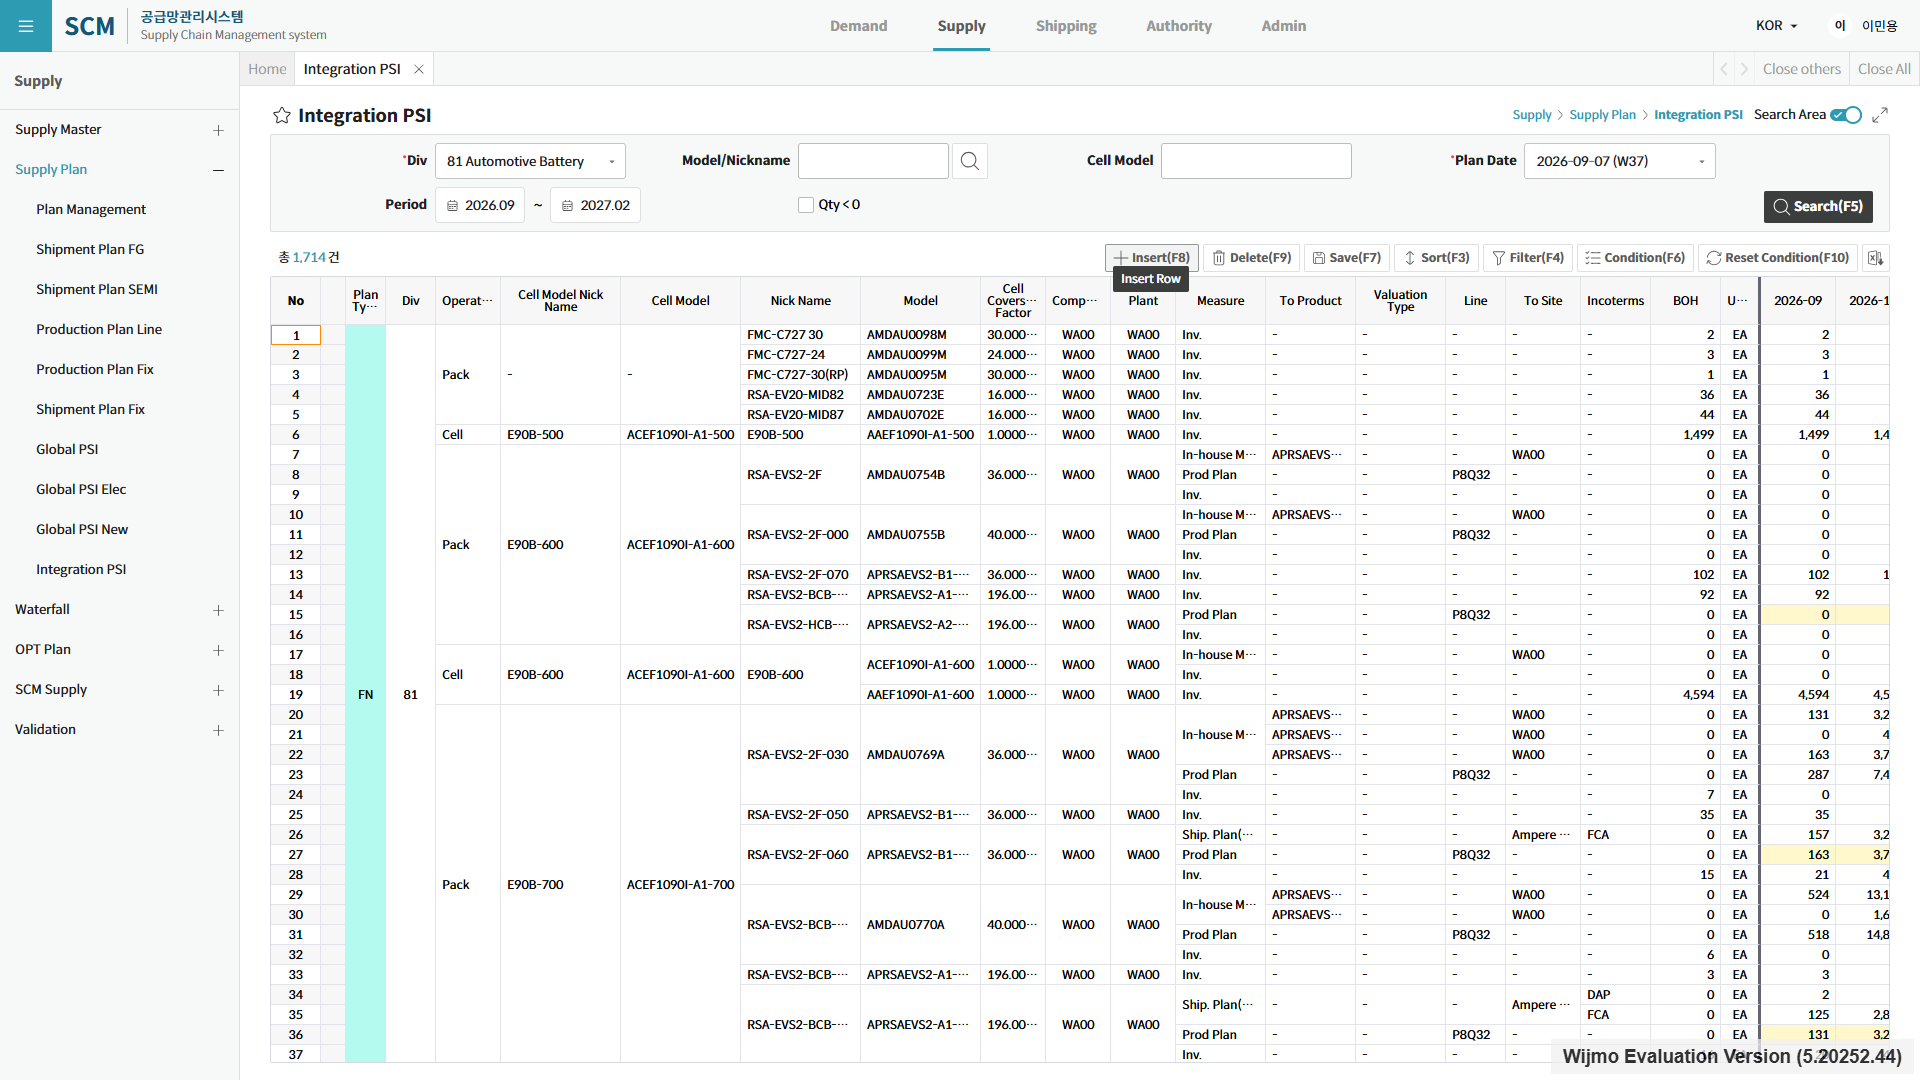 SCM 공급망관리시스템
Supply Chain Management system
Demand Supply Shipping Authority Admin
KOR 이 이민용
Supply
Home Integration PSI
Close others Close All
Supply Master
Supply Plan
Plan Management
Shipment Plan FG
Shipment Plan SEMI
Production Plan Line
Production Plan Fix
Shipment Plan Fix
Global PSI
Global PSI Elec
Global PSI New
Integration PSI
Waterfall
OPT Plan
SCM Supply
Validation
Integration PSI
Supply > Supply Plan > Integration PSI Search Area
*Div 81 Automotive Battery Model/Nickname Cell Model *Plan Date 2026-09-07 (W37)
Period 2026.09 ~ 2027.02 Qty < 0 Search(F5)
총 1,714 건
Insert(F8) Delete(F9) Save(F7) Sort(F3) Filter(F4) Condition(F6) Reset Condition(F10)
Insert Row
No Plan Ty··· Div Operat··· Cell Model Nick Name Cell Model Nick Name Model Cell Covers··· Factor Comp··· Plant Measure To Product Valuation Type Line To Site Incoterms BOH U··· 2026-09 2026-1
1 FMC-C727 30 AMDAU0098M 30.000··· WA00 WA00 Inv. - - - - - 2 EA 2
2 FMC-C727-24 AMDAU0099M 24.000··· WA00 WA00 Inv. - - - - - 3 EA 3
3 Pack - - FMC-C727-30(RP) AMDAU0095M 30.000··· WA00 WA00 Inv. - - - - - 1 EA 1
4 RSA-EV20-MID82 AMDAU0723E 16.000··· WA00 WA00 Inv. - - - - - 36 EA 36
5 RSA-EV20-MID87 AMDAU0702E 16.000··· WA00 WA00 Inv. - - - - - 44 EA 44
6 Cell E90B-500 ACEF1090I-A1-500 E90B-500 AAEF1090I-A1-500 1.0000··· WA00 WA00 Inv. - - - - - 1,499 EA 1,499 1,4
7 In-house M··· APRSAEVS··· - - WA00 - 0 EA 0
8 RSA-EVS2-2F AMDAU0754B 36.000··· WA00 WA00 Prod Plan - - P8Q32 - - 0 EA 0
9 Inv. - - - - - 0 EA 0
10 In-house M··· APRSAEVS··· - - WA00 - 0 EA 0
11 RSA-EVS2-2F-000 AMDAU0755B 40.000··· WA00 WA00 Prod Plan - - P8Q32 - - 0 EA 0
12 Pack E90B-600 ACEF1090I-A1-600 Inv. - - - - - 0 EA 0
13 RSA-EVS2-2F-070 APRSAEVS2-B1-··· 36.000··· WA00 WA00 Inv. - - - - - 102 EA 102 1
14 RSA-EVS2-BCB-··· APRSAEVS2-A1-··· 196.00··· WA00 WA00 Inv. - - - - - 92 EA 92
15 RSA-EVS2-HCB-··· APRSAEVS2-A2-··· 196.00··· WA00 WA00 Prod Plan - - P8Q32 - - 0 EA 0
16 Inv. - - - - - 0 EA 0
17 ACEF1090I-A1-600 1.0000··· WA00 WA00 In-house M··· - - - WA00 - 0 EA 0
18 Cell E90B-600 ACEF1090I-A1-600 E90B-600 Inv. - - - - - 0 EA 0
19 FN 81 AAEF1090I-A1-600 1.0000··· WA00 WA00 Inv. - - - - - 4,594 EA 4,594 4,5
20 APRSAEVS··· - - WA00 - 0 EA 131 3,2
21 In-house M··· APRSAEVS··· - - WA00 - 0 EA 0 4
22 RSA-EVS2-2F-030 AMDAU0769A 36.000··· WA00 WA00 APRSAEVS··· - - WA00 - 0 EA 163 3,7
23 Prod Plan - - P8Q32 - - 0 EA 287 7,4
24 Inv. - - - - - 7 EA 0
25 RSA-EVS2-2F-050 APRSAEVS2-B1-··· 36.000··· WA00 WA00 Inv. - - - - - 35 EA 35
26 Ship. Plan(··· - - - Ampere ··· FCA 0 EA 157 3,2
27 RSA-EVS2-2F-060 APRSAEVS2-B1-··· 36.000··· WA00 WA00 Prod Plan - - P8Q32 - - 0 EA 163 3,7
28 Pack E90B-700 ACEF1090I-A1-700 Inv. - - - - - 15 EA 21 4
29 In-house M··· APRSAEVS··· - - WA00 - 0 EA 524 13,1
30 APRSAEVS··· - - WA00 - 0 EA 0 1,6
31 RSA-EVS2-BCB-··· AMDAU0770A 40.000··· WA00 WA00 Prod Plan - - P8Q32 - - 0 EA 518 14,8
32 Inv. - - - - - 6 EA 0
33 RSA-EVS2-BCB-··· APRSAEVS2-A1-··· 196.00··· WA00 WA00 Inv. - - - - - 3 EA 3
34 Ship. Plan(··· - - - Ampere ··· DAP 0 EA 2
35 FCA 0 EA 125 2,8
36 RSA-EVS2-BCB-··· APRSAEVS2-A1-··· 196.00··· WA00 WA00 Prod Plan - - P8Q32 - - 0 EA 131 3,2
37 Inv. - - - -
Wijmo Evaluation Version (5.20252.44)